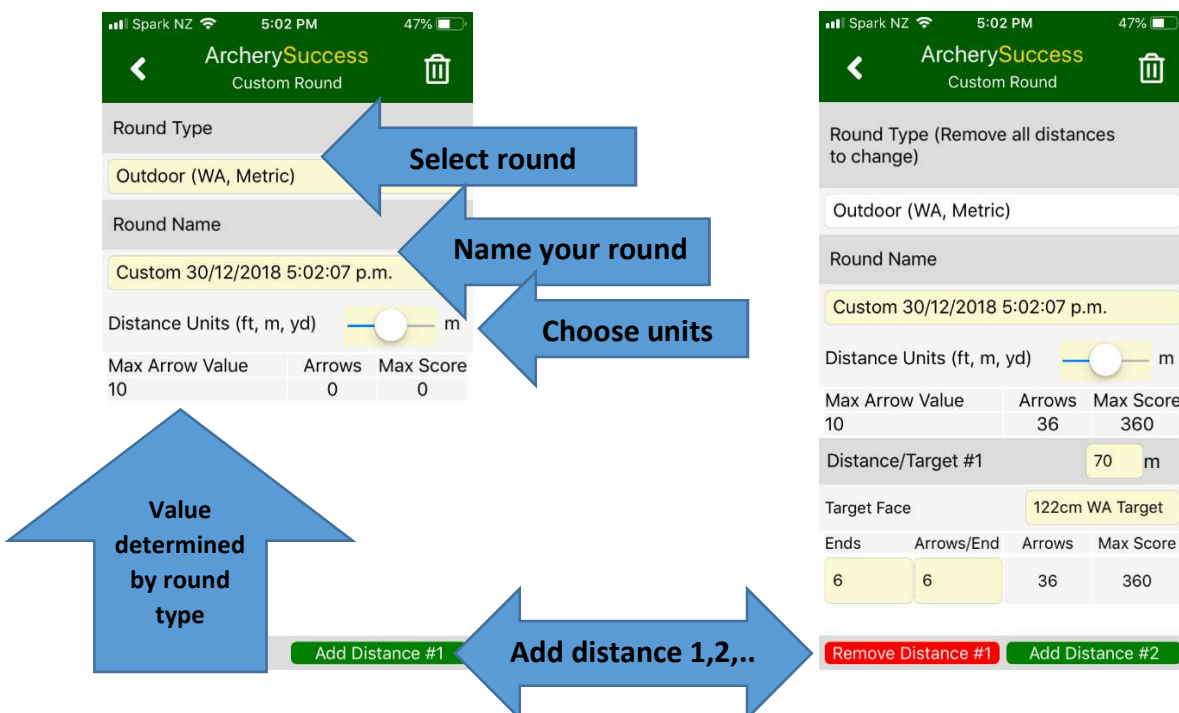 Spark NZ 5:02 PM 47%
ArcherySuccess
Custom Round
Round Type
Select round
Outdoor (WA, Metric)
Round Name
Name your round
Custom 30/12/2018 5:02:07 p.m.
Distance Units (ft, m, yd) m
Choose units
Max Arrow Value Arrows Max Score
10 0 0
Value
determined
by round
type
Add Distance #1
Add distance 1,2,..
Spark NZ 5:02 PM 47%
ArcherySuccess
Custom Round
Round Type (Remove all distances
to change)
Outdoor (WA, Metric)
Round Name
Custom 30/12/2018 5:02:07 p.m.
Distance Units (ft, m, yd) m
Max Arrow Value Arrows Max Score
10 36 360
Distance/Target #1 70 m
Target Face 122cm WA Target
Ends Arrows/End Arrows Max Score
6 6 36 360
Remove Distance #1 Add Distance #2